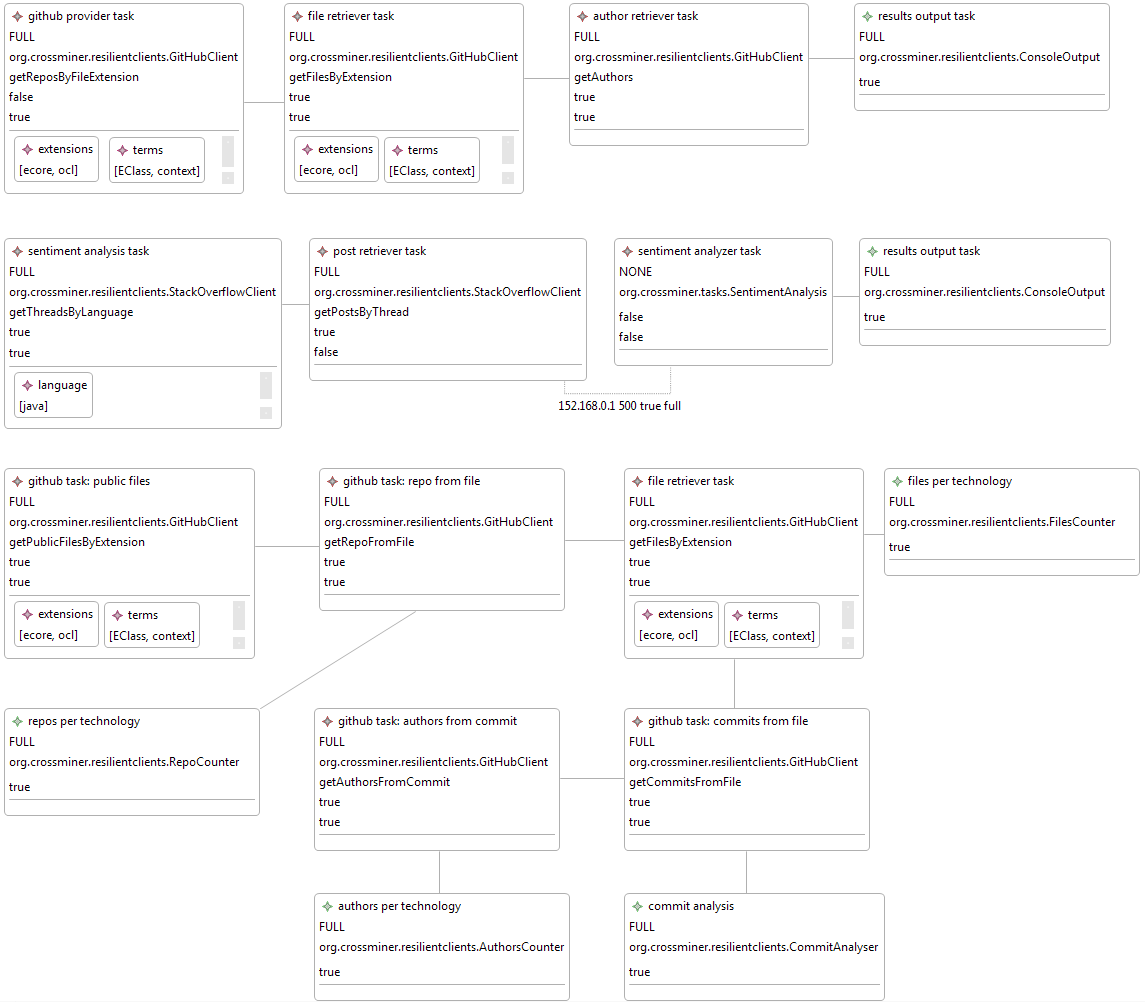 github provider task
FULL
org.crossminer.resilientclients.GitHubClient
getReposByFileExtension
false
true
extensions
[ecore, ocl]
terms
[EClass, context]
file retriever task
FULL
org.crossminer.resilientclients.GitHubClient
getFilesByExtension
true
true
extensions
[ecore, ocl]
terms
[EClass, context]
author retriever task
FULL
org.crossminer.resilientclients.GitHubClient
getAuthors
true
true
results output task
FULL
org.crossminer.resilientclients.ConsoleOutput
true
sentiment analysis task
FULL
org.crossminer.resilientclients.StackOverflowClient
getThreadsByLanguage
true
true
language
[java]
post retriever task
FULL
org.crossminer.resilientclients.StackOverflowClient
getPostsByThread
true
false
sentiment analyzer task
NONE
org.crossminer.tasks.SentimentAnalysis
false
false
152.168.0.1 500 true full
results output task
FULL
org.crossminer.resilientclients.ConsoleOutput
true
github task: public files
FULL
org.crossminer.resilientclients.GitHubClient
getPublicFilesByExtension
true
true
extensions
[ecore, ocl]
terms
[EClass, context]
github task: repo from file
FULL
org.crossminer.resilientclients.GitHubClient
getRepoFromFile
true
true
file retriever task
FULL
org.crossminer.resilientclients.GitHubClient
getFilesByExtension
true
true
extensions
[ecore, ocl]
terms
[EClass, context]
files per technology
FULL
org.crossminer.resilientclients.FilesCounter
true
repos per technology
FULL
org.crossminer.resilientclients.RepoCounter
true
github task: authors from commit
FULL
org.crossminer.resilientclients.GitHubClient
getAuthorsFromCommit
true
true
github task: commits from file
FULL
org.crossminer.resilientclients.GitHubClient
getCommitsFromFile
true
true
authors per technology
FULL
org.crossminer.resilientclients.AuthorsCounter
true
commit analysis
FULL
org.crossminer.resilientclients.CommitAnalyser
true